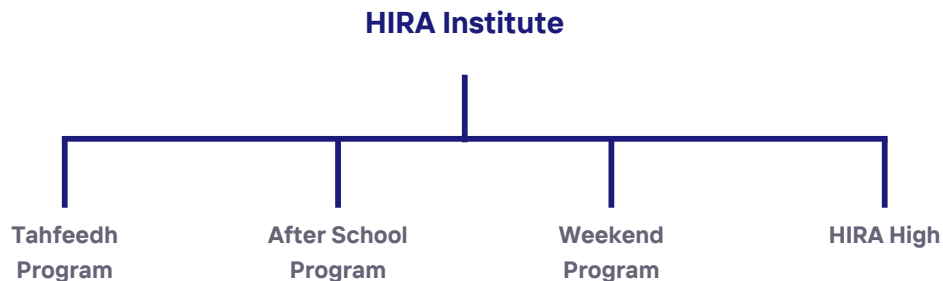 HIRA Institute
Tahfeedh
Program
After School
Program
Weekend
Program
HIRA High